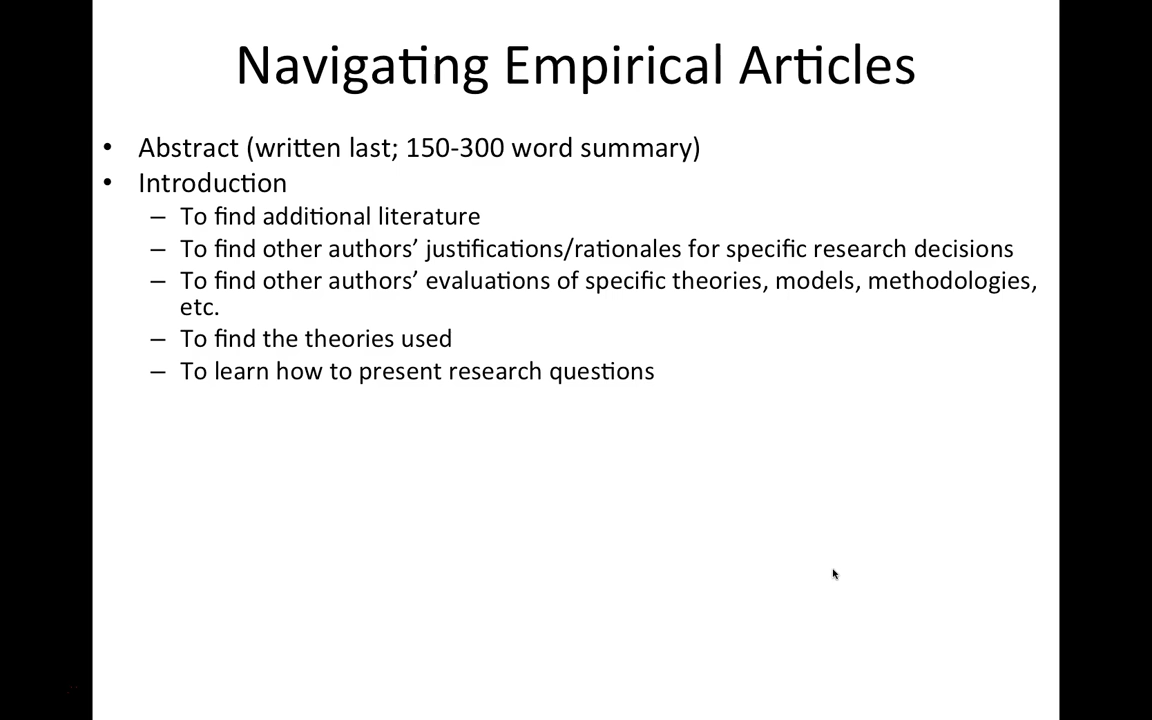 Navigating Empirical Articles
• Abstract (written last; 150-300 word summary)
• Introduction
– To find additional literature
– To find other authors’ justifications/rationales for specific research decisions
– To find other authors’ evaluations of specific theories, models, methodologies,
etc.
– To find the theories used
– To learn how to present research questions